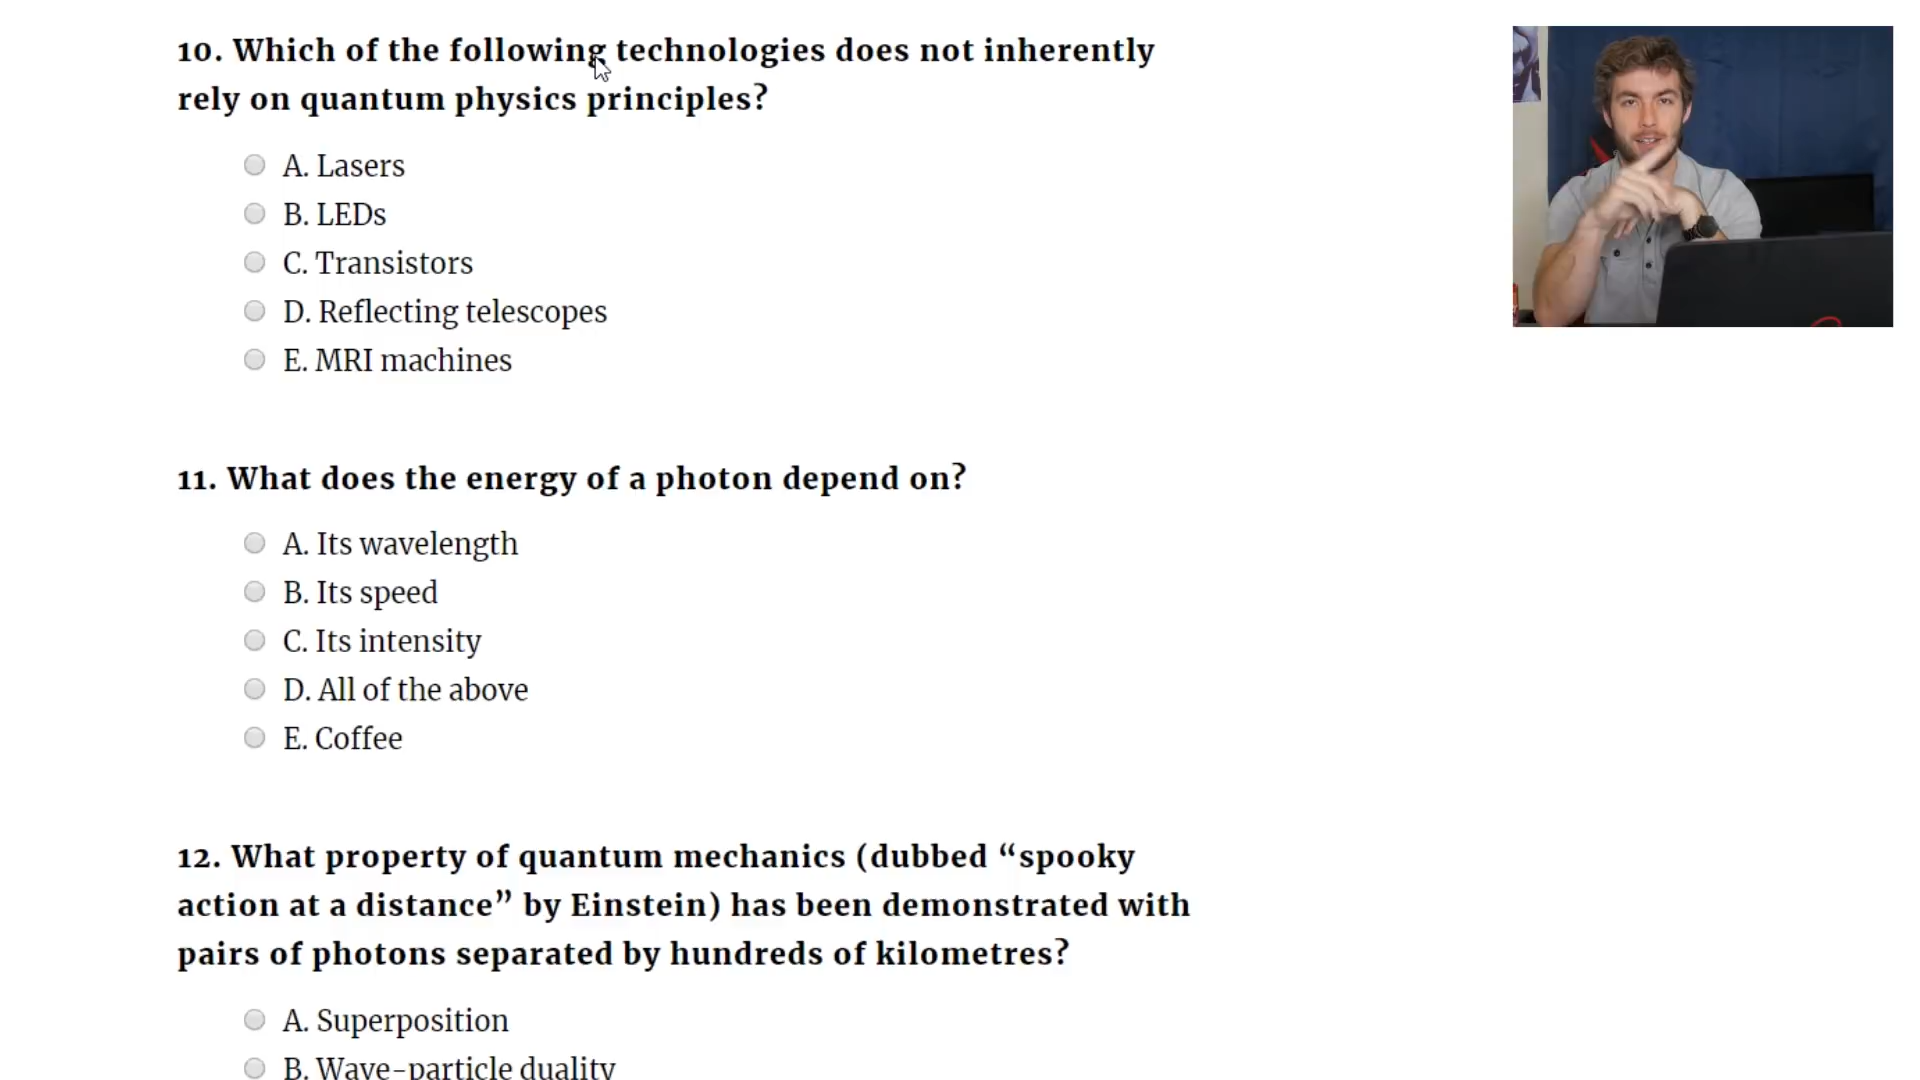 10. Which of the following technologies does not inherently
rely on quantum physics principles?
A. Lasers
B. LEDs
C. Transistors
D. Reflecting telescopes
E. MRI machines
11. What does the energy of a photon depend on?
A. Its wavelength
B. Its speed
C. Its intensity
D. All of the above
E. Coffee
12. What property of quantum mechanics (dubbed “spooky
action at a distance” by Einstein) has been demonstrated with
pairs of photons separated by hundreds of kilometres?
A. Superposition
B. Wave-particle duality